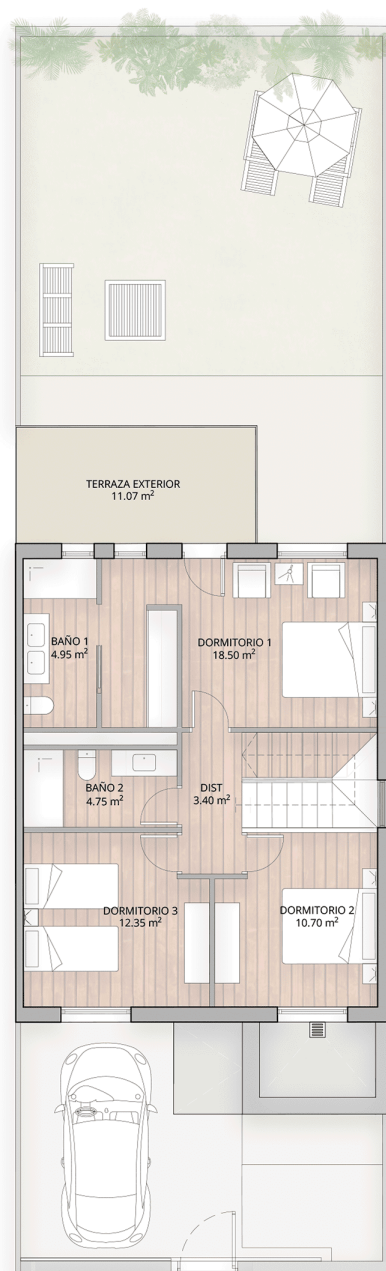 TERRAZA EXTERIOR
11.07 m²
BAÑO 1
4.95 m²
DORMITORIO 1
18.50 m²
BAÑO 2
4.75 m²
DIST
3.40 m²
DORMITORIO 3
12.35 m²
DORMITORIO 2
10.70 m²